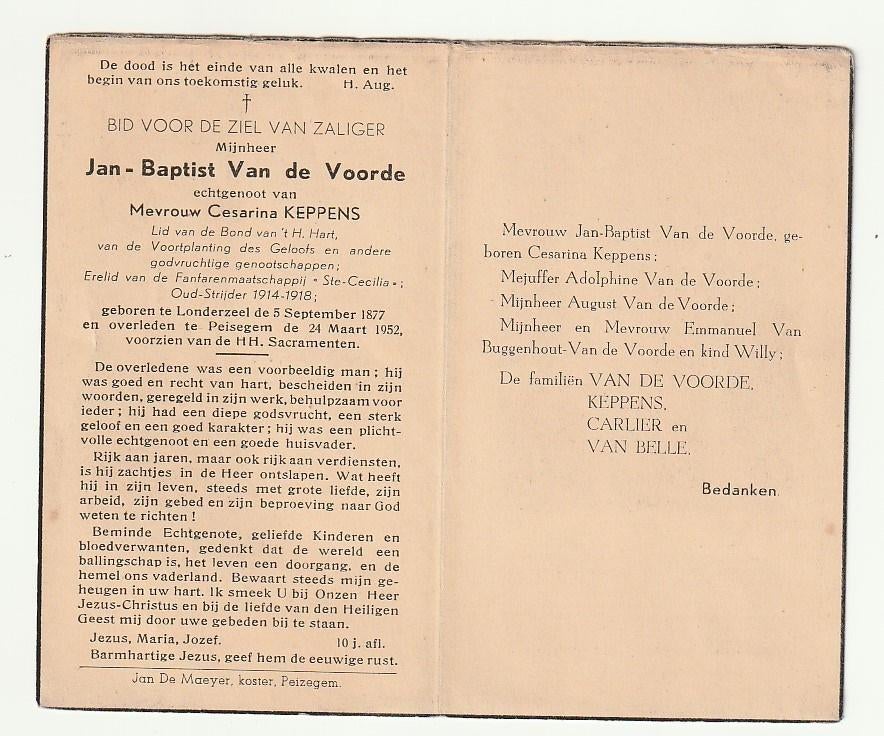 De dood is het einde van alle kwalen en het
begin van ons toekomstig geluk. H. Aug.
†
BID VOOR DE ZIEL VAN ZALIGER
Mijnheer
Jan - Baptist Van de Voorde
echtgenoot van
Mevrouw Cesarina KEPPENS
Lid van de Bond van 't H. Hart,
van de Voortplanting des Geloofs en andere
godvruchtige genootschappen;
Erelid van de Fanfarenmaatschappij « Ste-Cecilia »;
Oud-Strijder 1914-1918;
geboren te Londerzeel de 5 September 1877
en overleden te Peisegem de 24 Maart 1952,
voorzien van de HH. Sacramenten.
De overledene was een voorbeeldig man; hij
was goed en recht van hart, bescheiden in zijn
woorden, geregeld in zijn werk, behulpzaam voor
ieder; hij had een diepe godsvrucht, een sterk
geloof en een goed karakter; hij was een plicht-
volle echtgenoot en een goede huisvader.
Rijk aan jaren, maar ook rijk aan verdiensten,
is hij zachtjes in de Heer ontslapen. Wat heeft
hij in zijn leven, steeds met grote liefde, zijn
arbeid, zijn gebed en zijn beproeving naar God
weten te richten !
Beminde Echtgenote, geliefde Kinderen en
bloedverwanten, gedenkt dat de wereld een
ballingschap is, het leven een doorgang, en de
hemel ons vaderland. Bewaart steeds mijn ge-
heugen in uw hart. Ik smeek U bij Onzen Heer
Jezus-Christus en bij de liefde van den Heiligen
Geest mij door uwe gebeden bij te staan.
Jezus, Maria, Jozef. 10 j. afl.
Barmhartige Jezus, geef hem de eeuwige rust.
Jan De Maeyer, koster, Peizegem.
Mevrouw Jan-Baptist Van de Voorde, ge-
boren Cesarina Keppens;
Mejuffer Adolphine Van de Voorde;
Mijnheer August Van de Voorde;
Mijnheer en Mevrouw Emmanuel Van
Buggenhout-Van de Voorde en kind Willy;
De familiën VAN DE VOORDE,
KEPPENS,
CARLIER en
VAN BELLE,
Bedanken.